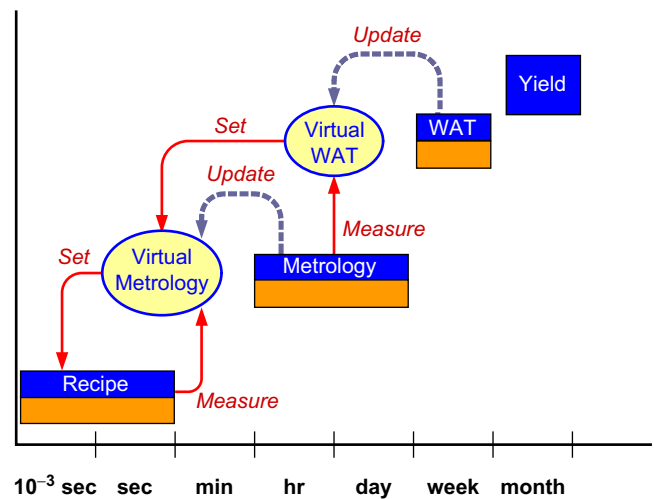 Update
Yield
Set
Virtual
WAT
WAT
Update
Measure
Set
Virtual
Metrology
Metrology
Recipe
Measure
10⁻³ sec sec min hr day week month